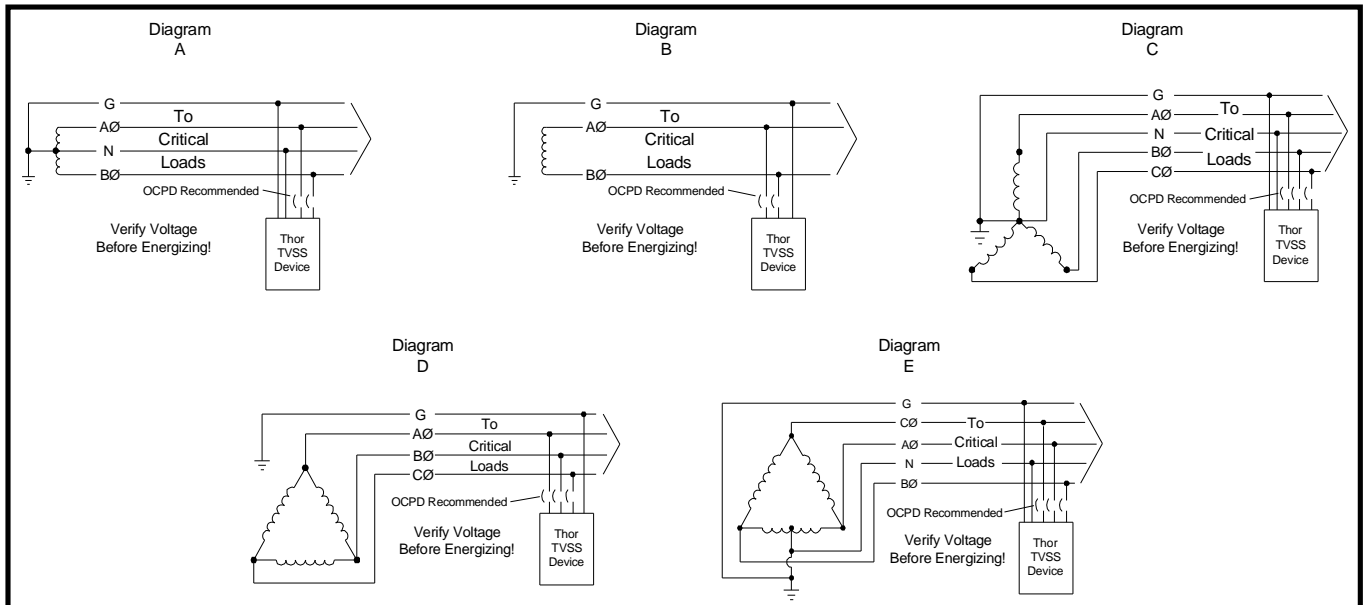 Diagram
A
G
AØ
To
N
Critical
BØ
Loads
OCPD Recommended
Verify Voltage
Before Energizing!
Thor
TVSS
Device
Diagram
B
G
To
AØ
Critical
Loads
BØ
OCPD Recommended
Verify Voltage
Before Energizing!
Thor
TVSS
Device
Diagram
C
G
AØ
To
N
Critical
BØ
Loads
CØ
OCPD Recommended
Verify Voltage
Before Energizing!
Thor
TVSS
Device
Diagram
D
G
To
AØ
Critical
BØ
Loads
CØ
OCPD Recommended
Verify Voltage
Before Energizing!
Thor
TVSS
Device
Diagram
E
G
CØ
To
AØ
Critical
N
Loads
BØ
OCPD Recommended
Verify Voltage
Before Energizing!
Thor
TVSS
Device